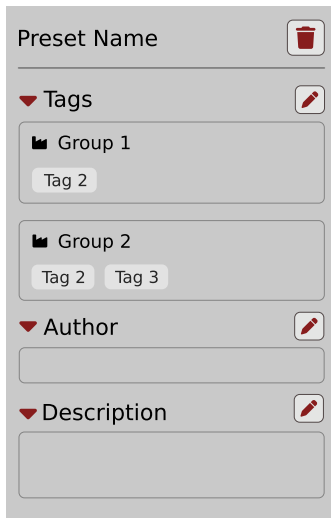 Preset Name
Tags
Group 1
Tag 2
Group 2
Tag 2 Tag 3
Author
Description